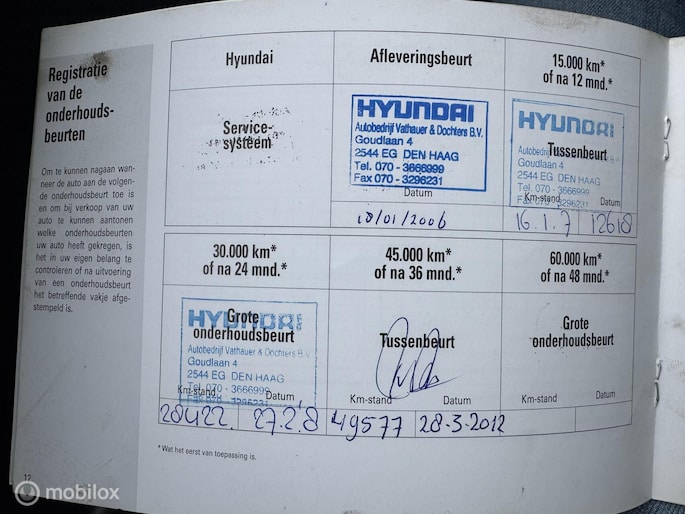 Registratie
van de
onderhouds-
beurten
Om te kunnen nagaan wan-
neer de auto aan de volgen-
de onderhoudsbeurt toe is
en om bij verkoop van uw
auto te kunnen aantonen
welke onderhoudsbeurten
uw auto heeft gekregen, is
het in uw eigen belang te
controleren of na uitvoering
van een onderhoudsbeurt
het betreffende vakje afge-
stempeld is.
12
Hyundai
Service-
systeem
Afleveringsbeurt
HYUNDAI
Autobedrijf Vathauer & Dochters B.V.
Goudlaan 4
2544 EG DEN HAAG
Tel. 070 - 3666999
Fax 070 - 3296231
Datum
18/01/2006
15.000 km*
of na 12 mnd.*
HYUNDAI
Tussenbeurt
Goudlaan 4
2544 EG DEN HAAG
Tel. 070 - 3666999
Fax 070 - 3296231
Km-stand Datum
16.1.7 12618
30.000 km*
of na 24 mnd.*
HYUNDAI
Grote
onderhoudsbeurt
Autobedrijf Vathauer & Dochters B.V.
Goudlaan 4
2544 EG DEN HAAG
Tel. 070 - 3666999
Fax 070 - 3296231
Km-stand Datum
28422. 27.2.'8
45.000 km*
of na 36 mnd.*
Tussenbeurt
Km-stand Datum
49577 28-3-2012
60.000 km*
of na 48 mnd.*
Grote
onderhoudsbeurt
Km-stand Datum
*Wat het eerst van toepassing is.
mobilox